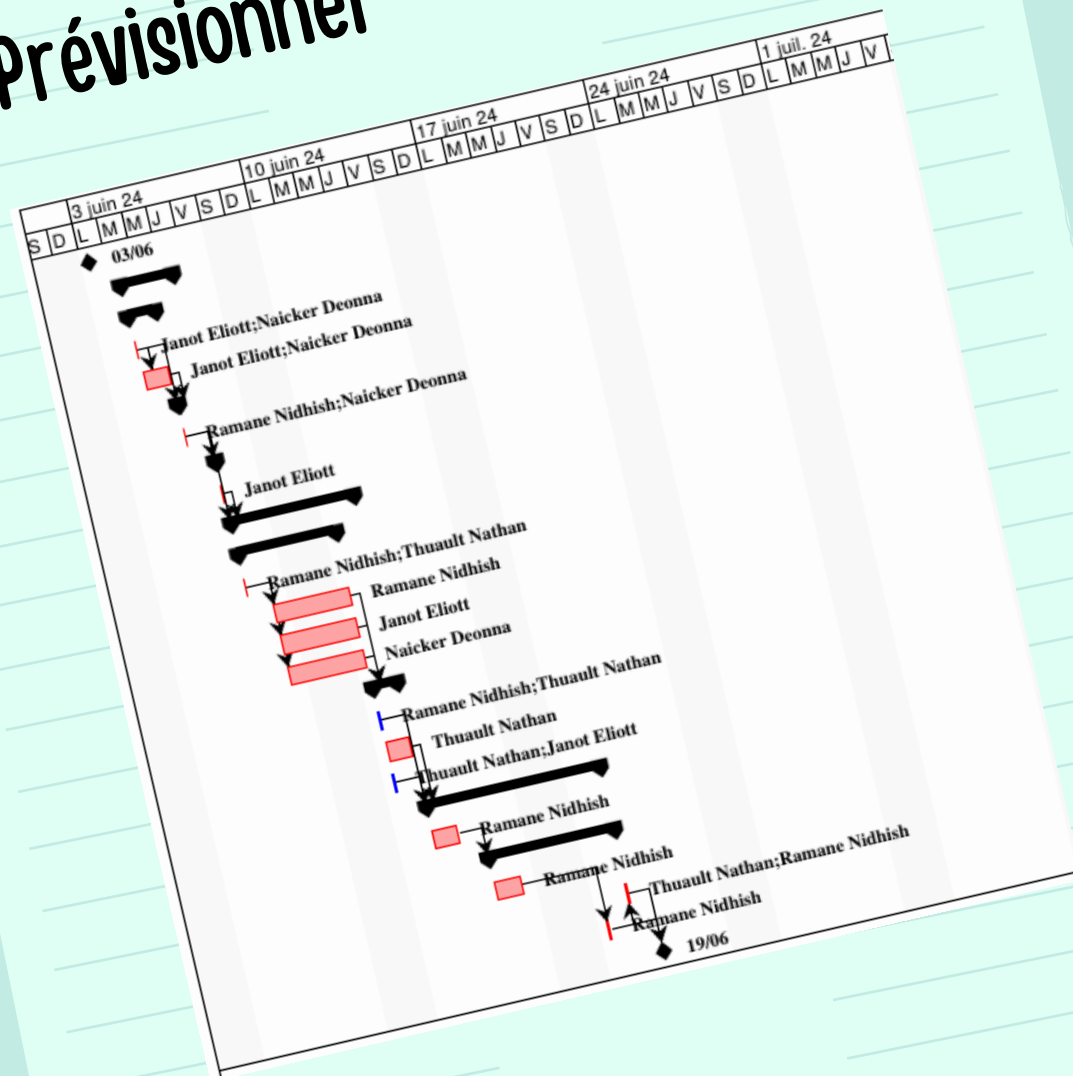 Prévisionnel
3 juin 24 10 juin 24 17 juin 24 24 juin 24 1 juil. 24
S D L M M J V S D L M M J V S D L M M J V S D L M M J V S D L M M J V
03/06
Janot Eliott;Naicker Deonna
Janot Eliott;Naicker Deonna
Ramane Nidhish;Naicker Deonna
Janot Eliott
Ramane Nidhish;Thuault Nathan
Ramane Nidhish
Janot Eliott
Naicker Deonna
Ramane Nidhish;Thuault Nathan
Thuault Nathan
Thuault Nathan;Janot Eliott
Ramane Nidhish
Ramane Nidhish
Thuault Nathan;Ramane Nidhish
Ramane Nidhish
19/06